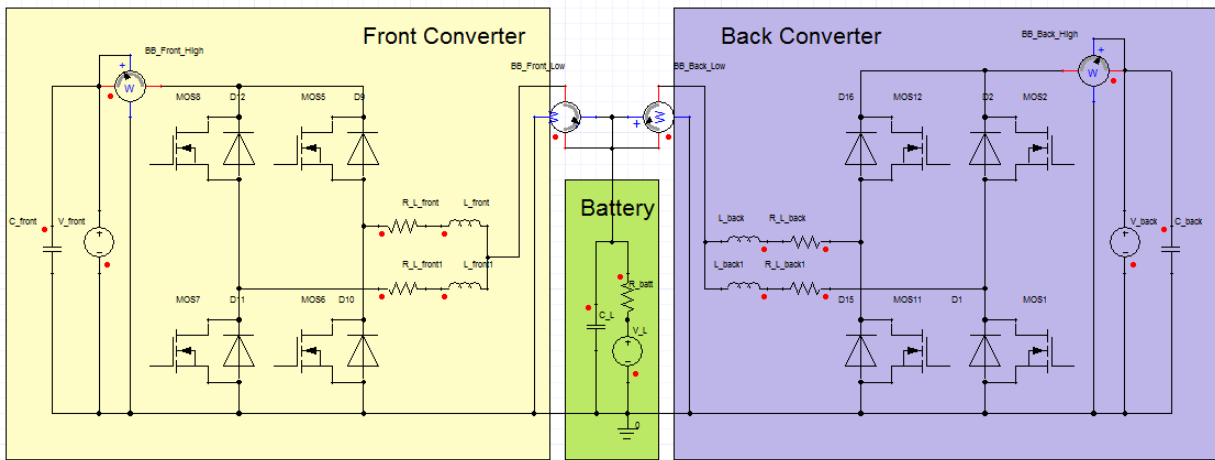 Front Converter
Back Converter
BB_Front_High
BB_Back_High
BB_Front_Low
BB_Back_Low
W
W
W
W
MOS8
D12
MOS5
D9
D16
MOS12
D2
MOS2
Battery
R_L_front
L_front
C_front
V_front
L_back
R_L_back
V_back
C_back
R_L_front1
L_front1
L_back1
R_L_back1
R_batt
MOS7
D11
MOS6
D10
C_L
V_L
D15
MOS11
D1
MOS1
0